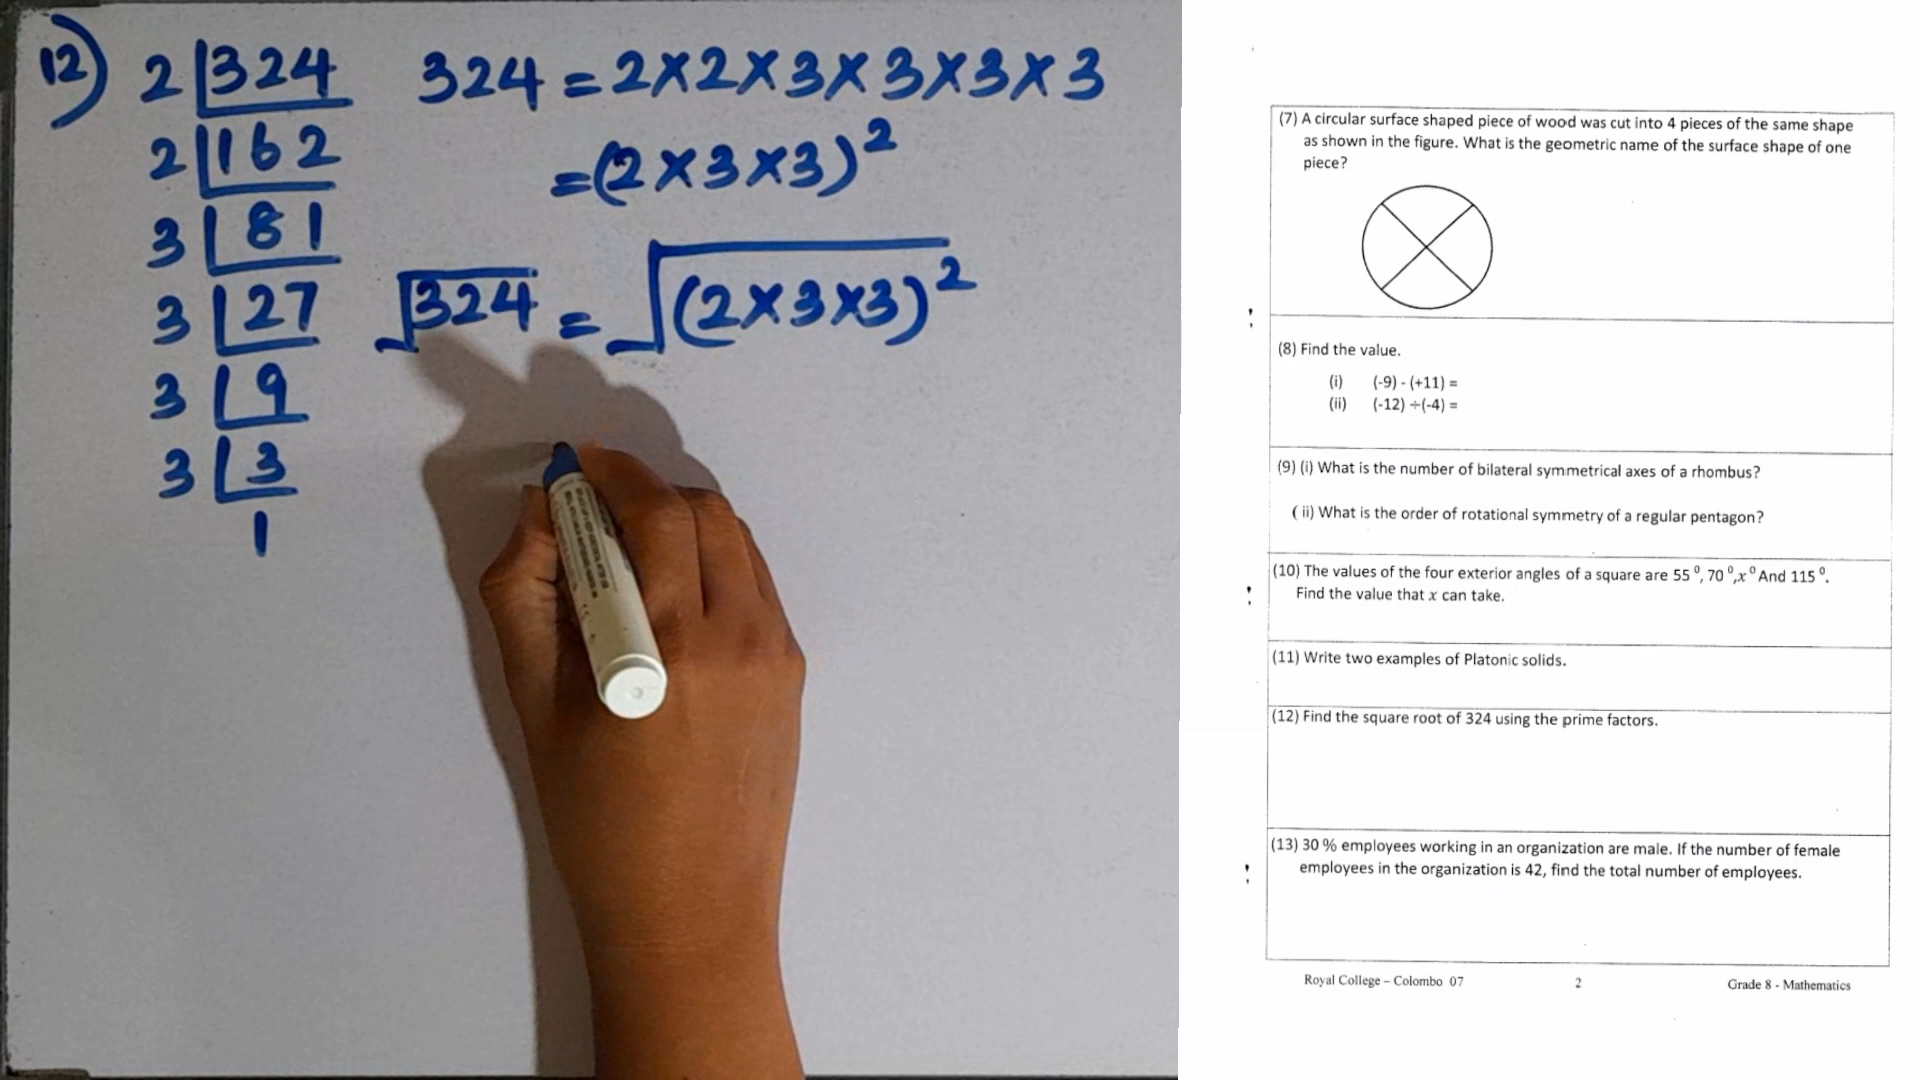 12)
2 324
2 162
3 81
3 27
3 9
3 3
1
324 = 2 × 2 × 3 × 3 × 3 × 3
= (2 × 3 × 3)²
√324 = √(2 × 3 × 3)²
(7) A circular surface shaped piece of wood was cut into 4 pieces of the same shape
as shown in the figure. What is the geometric name of the surface shape of one
piece?
(8) Find the value.
(i) (-9) - (+11) =
(ii) (-12) ÷(-4) =
(9) (i) What is the number of bilateral symmetrical axes of a rhombus?
( ii) What is the order of rotational symmetry of a regular pentagon?
(10) The values of the four exterior angles of a square are 55 ⁰, 70 ⁰,x ⁰ And 115 ⁰.
Find the value that x can take.
(11) Write two examples of Platonic solids.
(12) Find the square root of 324 using the prime factors.
(13) 30 % employees working in an organization are male. If the number of female
employees in the organization is 42, find the total number of employees.
Royal College – Colombo 07 2 Grade 8 - Mathematics